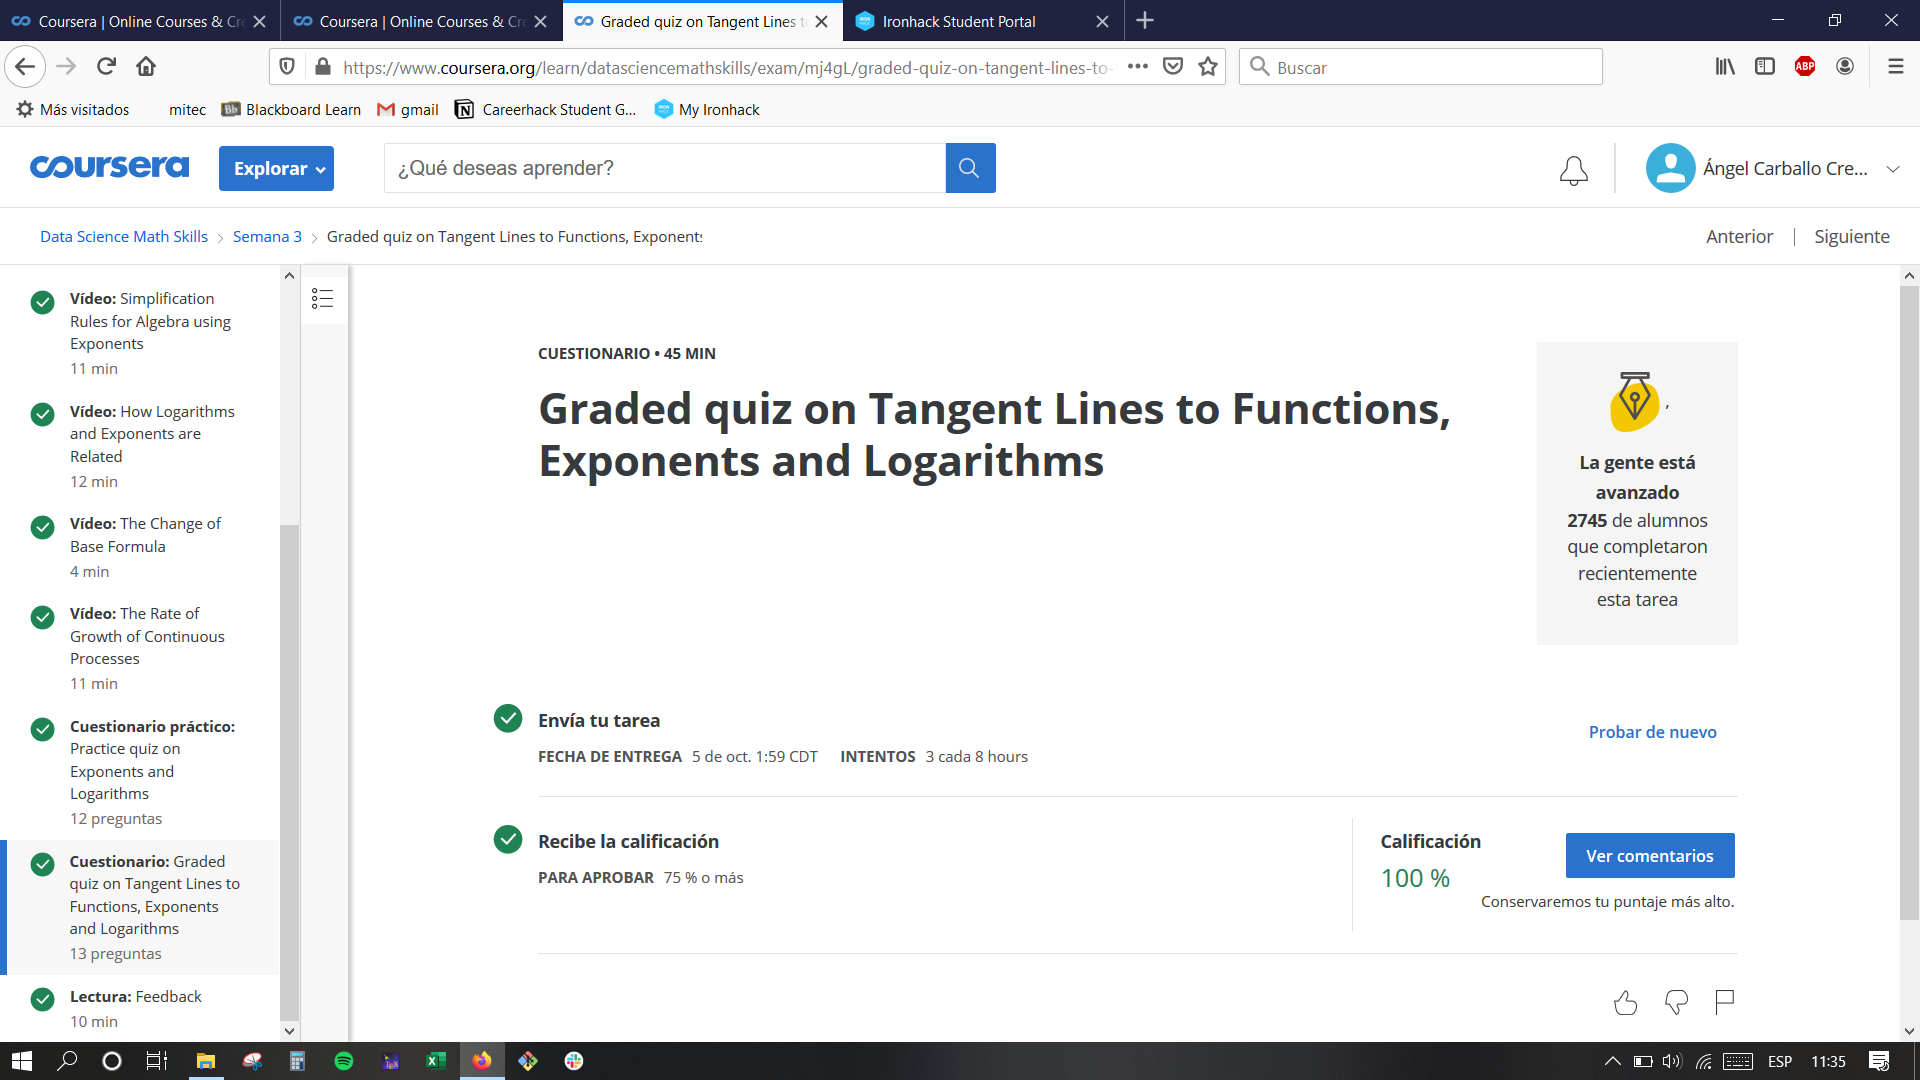 Coursera | Online Courses & Cre
Coursera | Online Courses & Cre
Graded quiz on Tangent Lines t
Ironhack Student Portal
https://www.coursera.org/learn/datasciencemathskills/exam/mj4gL/graded-quiz-on-tangent-lines-to-
Buscar
ABP
Más visitados
mitec
Bb
Blackboard Learn
gmail
Careerhack Student G...
My Ironhack
coursera
Explorar
¿Qué deseas aprender?
Ángel Carballo Cre...
Data Science Math Skills
Semana 3
Graded quiz on Tangent Lines to Functions, Exponents
Anterior
Siguiente
Vídeo: Simplification
Rules for Algebra using
Exponents
11 min
Vídeo: How Logarithms
and Exponents are
Related
12 min
Vídeo: The Change of
Base Formula
4 min
Vídeo: The Rate of
Growth of Continuous
Processes
11 min
Cuestionario práctico:
Practice quiz on
Exponents and
Logarithms
12 preguntas
Cuestionario: Graded
quiz on Tangent Lines to
Functions, Exponents
and Logarithms
13 preguntas
Lectura: Feedback
10 min
CUESTIONARIO • 45 MIN
Graded quiz on Tangent Lines to Functions,
Exponents and Logarithms
,
La gente está
avanzado
2745 de alumnos
que completaron
recientemente
esta tarea
Envía tu tarea
FECHA DE ENTREGA 5 de oct. 1:59 CDT INTENTOS 3 cada 8 hours
Probar de nuevo
Recibe la calificación
PARA APROBAR 75 % o más
Calificación
100 %
Ver comentarios
Conservaremos tu puntaje más alto.
ESP
11:35